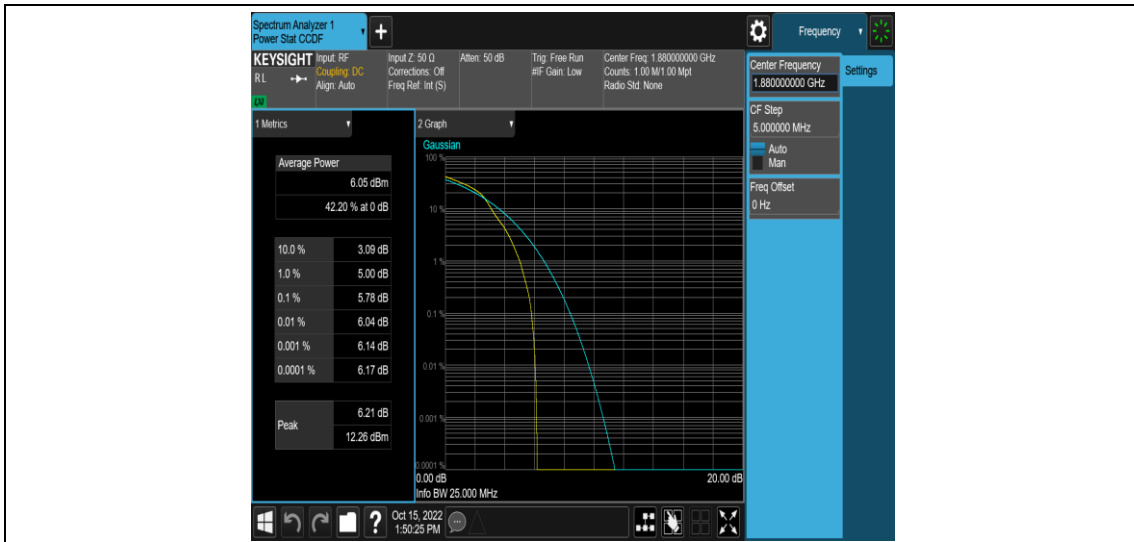 Spectrum Analyzer 1
Power Stat CCDF
+
Frequency
KEYSIGHT
RL
LXI
Input: RF
Coupling: DC
Align: Auto
Input Z: 50 Ω
Corrections: Off
Freq Ref: Int (S)
Atten: 50 dB
Trig: Free Run
#IF Gain: Low
Center Freq: 1.880000000 GHz
Counts: 1.00 M/1.00 Mpt
Radio Std: None
Center Frequency
1.880000000 GHz
Settings
CF Step
5.000000 MHz
Auto
Man
Freq Offset
0 Hz
1 Metrics
Average Power
6.05 dBm
42.20 % at 0 dB
10.0 % 3.09 dB
1.0 % 5.00 dB
0.1 % 5.78 dB
0.01 % 6.04 dB
0.001 % 6.14 dB
0.0001 % 6.17 dB
Peak 6.21 dB
12.26 dBm
2 Graph
Gaussian
100 %
10 %
1 %
0.1 %
0.01 %
0.001 %
0.0001 %
0.00 dB 20.00 dB
Info BW 25.000 MHz
?
Oct 15, 2022
1:50:25 PM